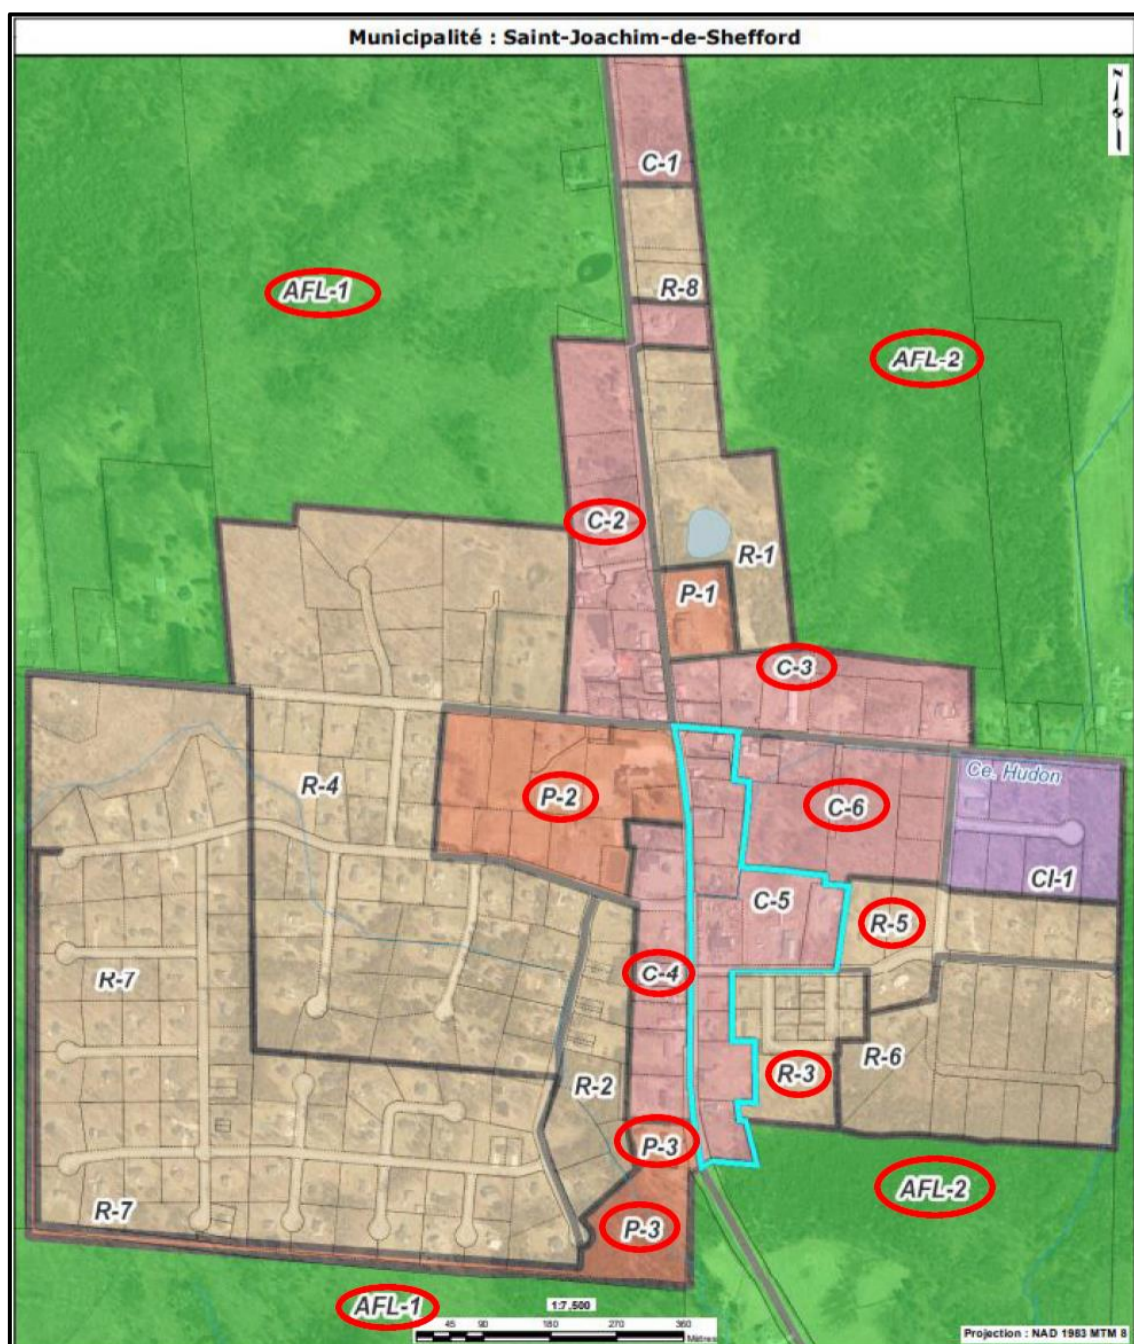 Municipalité : Saint-Joachim-de-Shefford
N
C-1
R-8
AFL-1
AFL-2
C-2
R-1
P-1
C-3
Ce. Hudon
R-4
P-2
C-6
CI-1
C-5
R-5
C-4
R-7
R-6
R-3
R-2
P-3
AFL-2
R-7
P-3
AFL-1
1:7,500
45 90 180 270 360
Mètres
Projection : NAD 1983 MTM 8